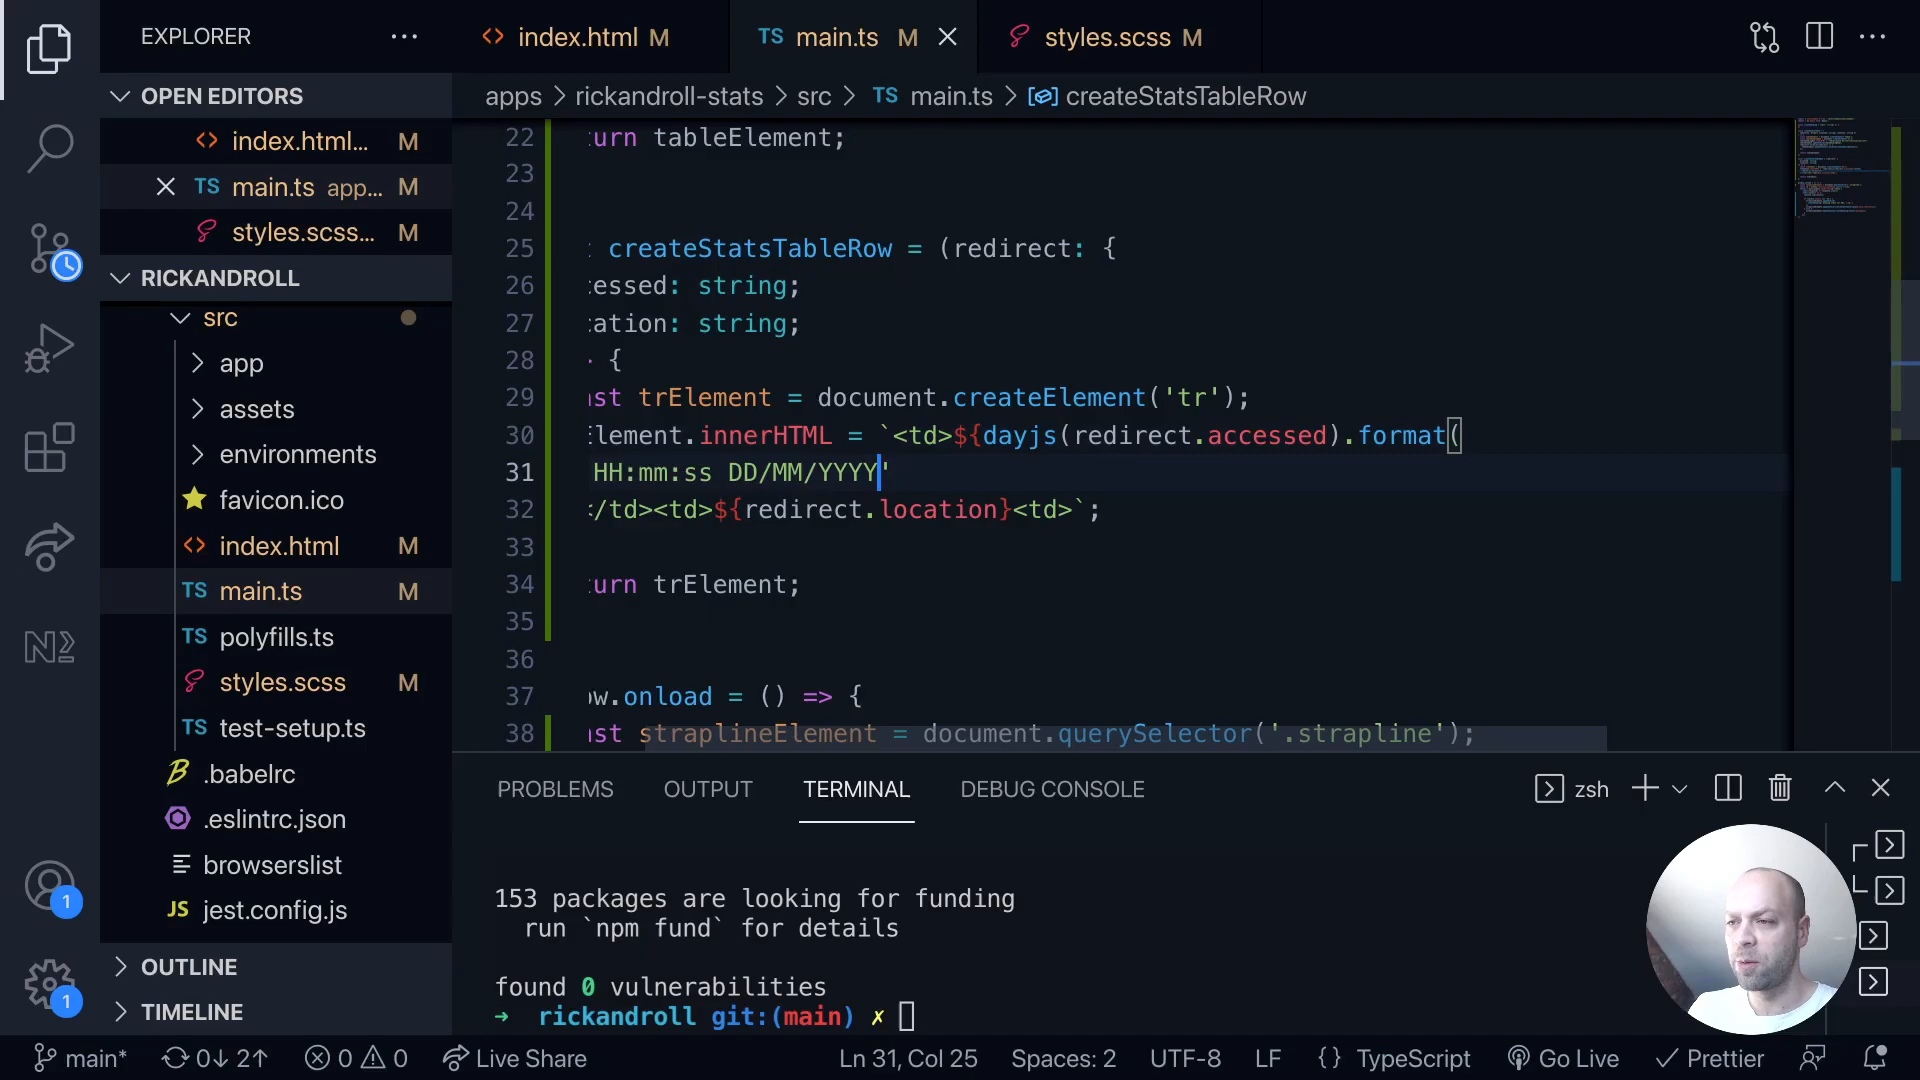 EXPLORER
index.html M
TS main.ts M
styles.scss M
OPEN EDITORS
apps > rickandroll-stats > src > TS main.ts > createStatsTableRow
index.html... M
TS main.ts app... M
styles.scss... M
RICKANDROLL
src
app
assets
environments
favicon.ico
index.html M
TS main.ts M
TS polyfills.ts
styles.scss M
TS test-setup.ts
.babelrc
.eslintrc.json
browserslist
JS jest.config.js
OUTLINE
TIMELINE
22 urn tableElement;
23
24
25 createStatsTableRow = (redirect: {
26 essed: string;
27 ation: string;
28 {
29 st trElement = document.createElement('tr');
30 lement.innerHTML = `<td>${dayjs(redirect.accessed).format(
31 HH:mm:ss DD/MM/YYYY'
32 /td><td>${redirect.location}<td>`;
33
34 urn trElement;
35
36
37 ow.onload = () => {
38 st straplineElement = document.querySelector('.strapline');
PROBLEMS OUTPUT TERMINAL DEBUG CONSOLE
zsh
153 packages are looking for funding
run `npm fund` for details
found 0 vulnerabilities
➜ rickandroll git:(main) ✗
1
1
main* 0↓ 2↑ 0 0 Live Share Ln 31, Col 25 Spaces: 2 UTF-8 LF {} TypeScript Go Live Prettier